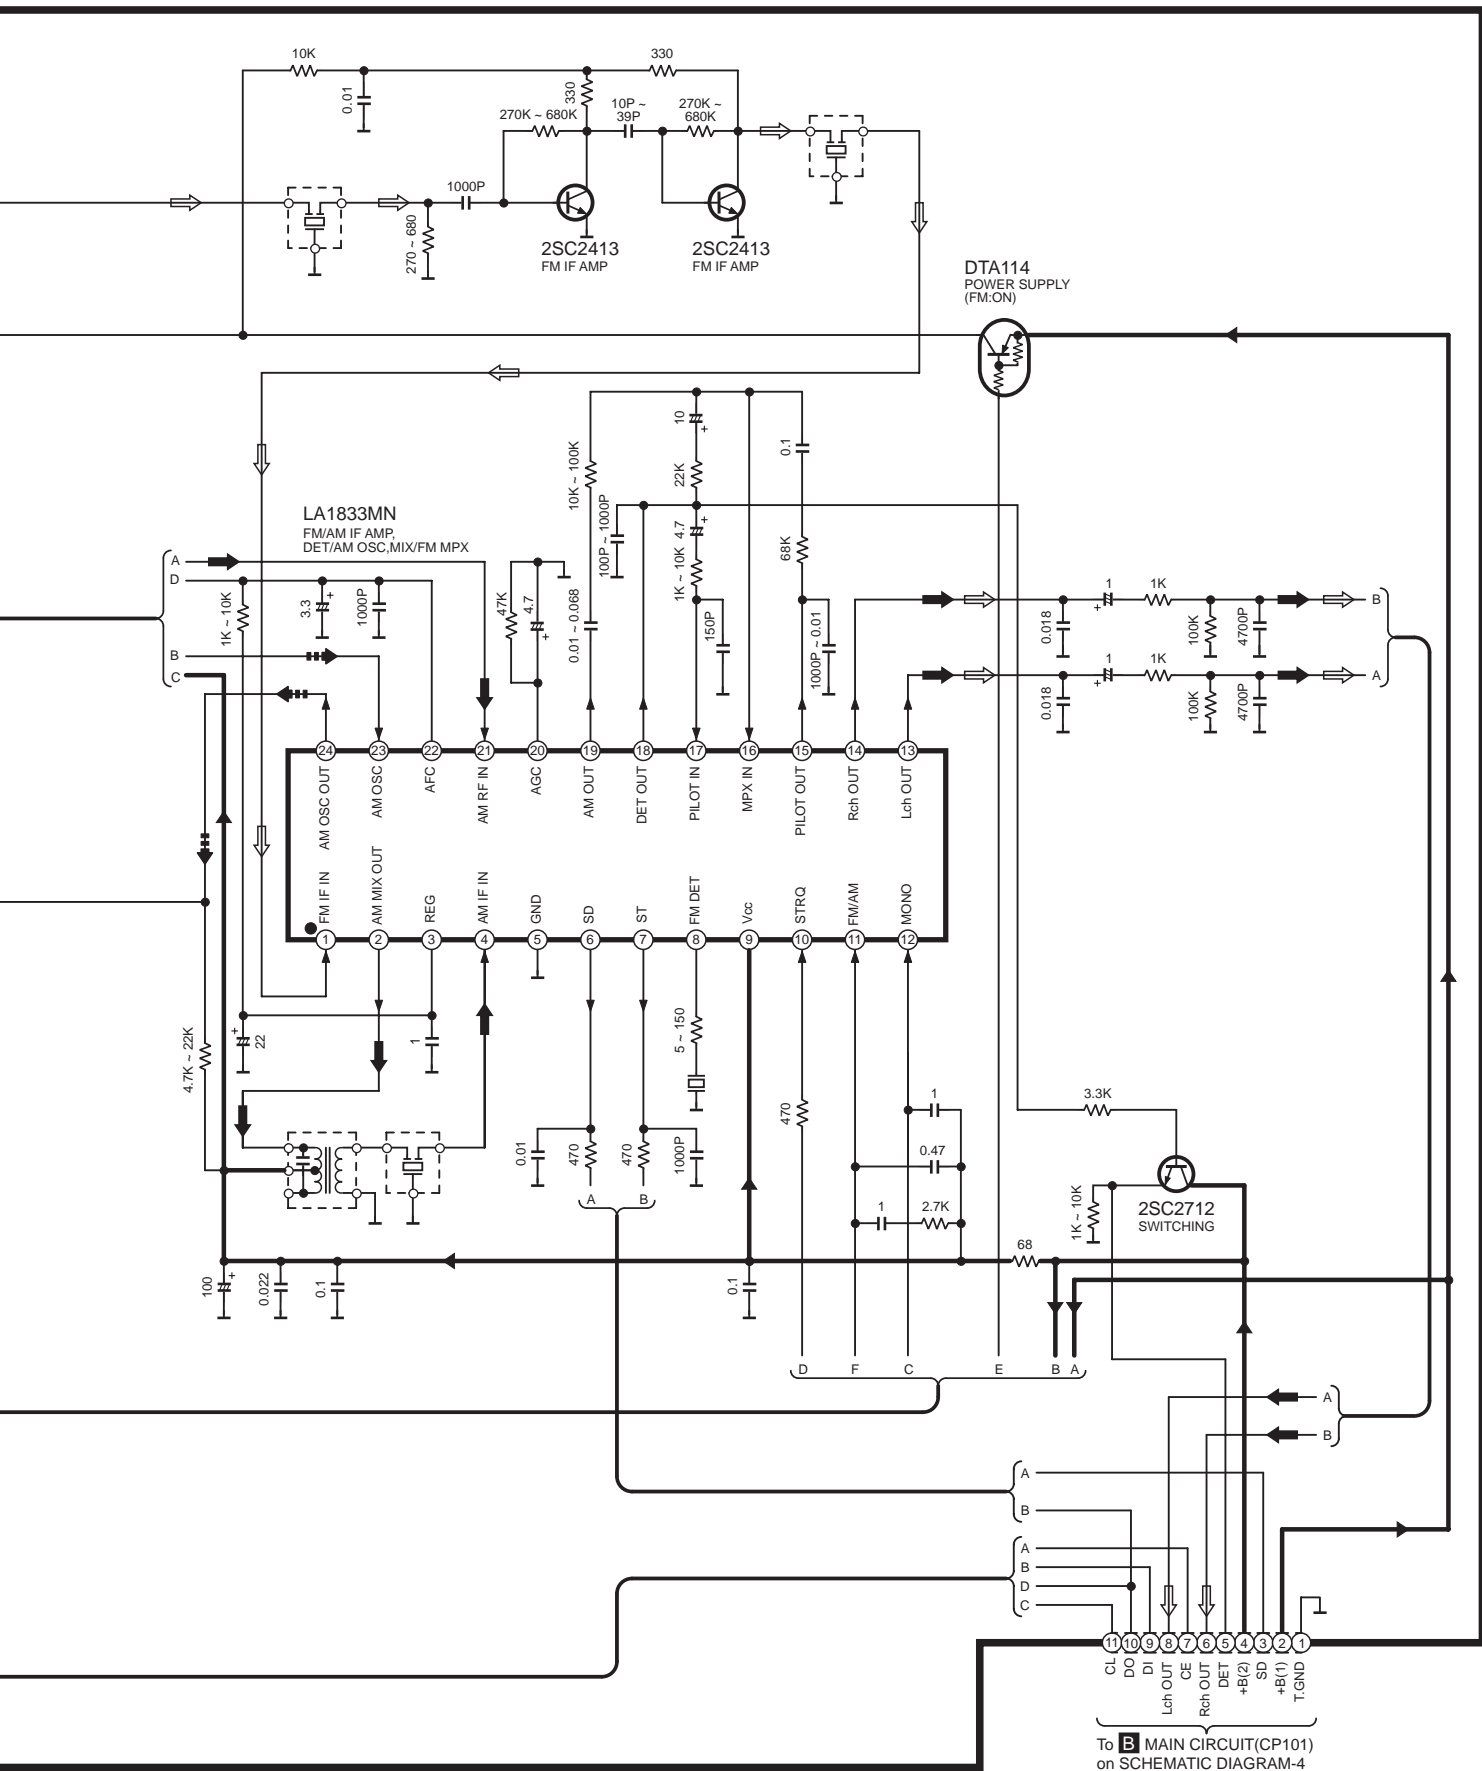 10K
330
0.01
330
270K ~ 680K
10P ~
39P
270K ~
680K
1000P
270 ~ 680
2SC2413
FM IF AMP
2SC2413
FM IF AMP
DTA114
POWER SUPPLY
(FM:ON)
LA1833MN
FM/AM IF AMP,
DET/AM OSC,MIX/FM MPX
A
D
B
C
1K ~ 10K
3.3
+
1000P
47K
4.7
+
10K ~ 100K
0.01 ~ 0.068
100P ~ 1000P
10
+
22K
4.7
+
1K ~ 10K
150P
0.1
68K
1000P ~ 0.01
0.018
1
+
1K
100K
4700P
B
0.018
1
+
1K
100K
4700P
A
24 23 22 21 20 19 18 17 16 15 14 13
AM OSC OUT
AM OSC
AFC
AM RF IN
AGC
AM OUT
DET OUT
PILOT IN
MPX IN
PILOT OUT
Rch OUT
Lch OUT
FM IF IN
AM MIX OUT
REG
AM IF IN
GND
SD
ST
FM DET
Vcc
STRQ
FM/AM
MONO
1 2 3 4 5 6 7 8 9 10 11 12
4.7K ~ 22K
+
22
1
5 ~ 150
470
0.01
470
470
1000P
A
B
1
0.47
1
2.7K
3.3K
1K ~ 10K
2SC2712
SWITCHING
68
100
+
0.022
0.1
0.1
D
F
C
E
B
A
A
B
A
B
A
B
D
C
11 10 9 8 7 6 5 4 3 2 1
CL
DO
DI
Lch OUT
CE
Rch OUT
DET
+B(2)
SD
+B(1)
T.GND
To B MAIN CIRCUIT(CP101)
on SCHEMATIC DIAGRAM-4